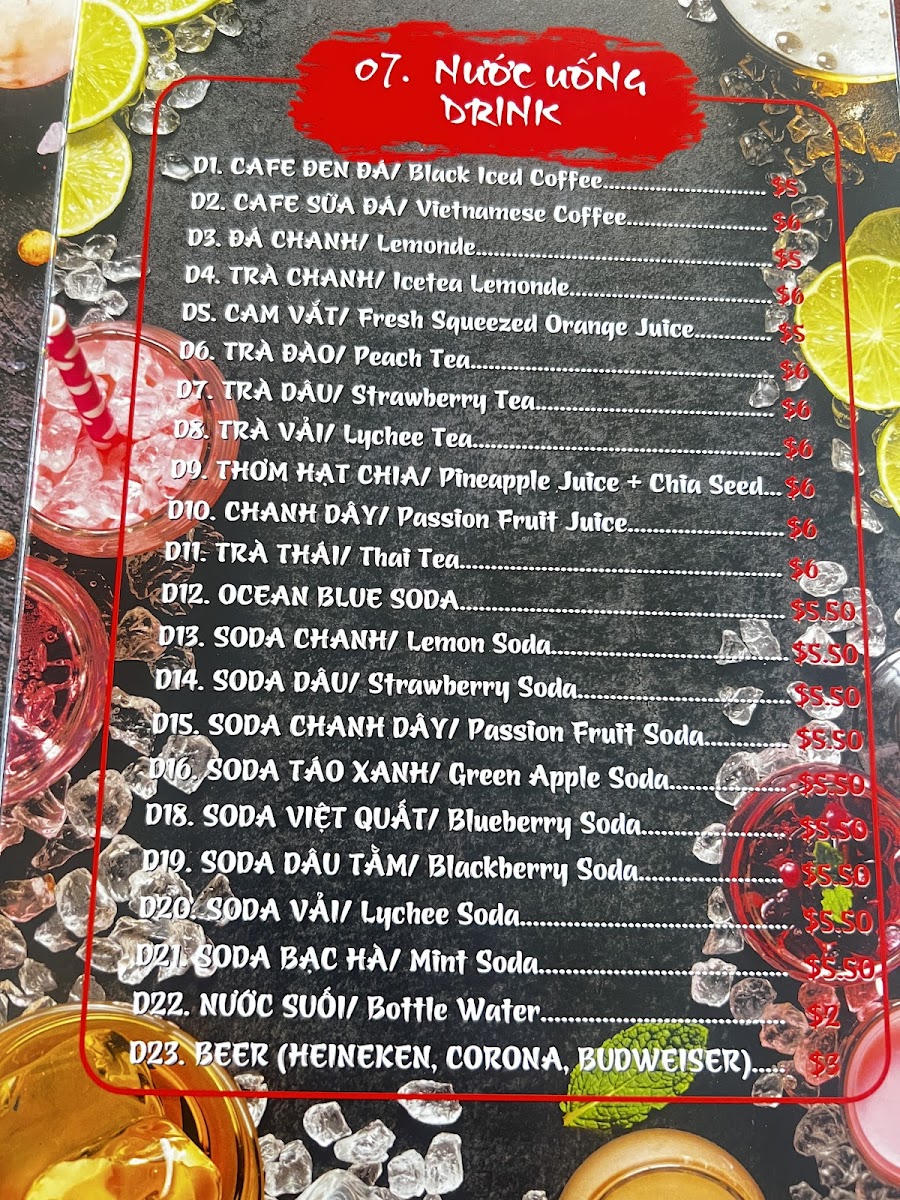 07. NƯỚC UỐNG
DRINK
D1. CAFE ĐEN ĐÁ/ Black Iced Coffee.......... $5
D2. CAFE SỮA ĐÁ/ Vietnamese Coffee.......... $6
D3. ĐÁ CHANH/ Lemonde.......... $5
D4. TRÀ CHANH/ Icetea Lemonde.......... $6
D5. CAM VẮT/ Fresh Squeezed Orange Juice.......... $5
D6. TRÀ ĐÀO/ Peach Tea.......... $6
D7. TRÀ DÂU/ Strawberry Tea.......... $6
D8. TRÀ VẢI/ Lychee Tea.......... $6
D9. THƠM HẠT CHIA/ Pineapple Juice + Chia Seed... $6
D10. CHANH DÂY/ Passion Fruit Juice.......... $6
D11. TRÀ THÁI/ Thai Tea.......... $6
D12. OCEAN BLUE SODA.......... $5.50
D13. SODA CHANH/ Lemon Soda.......... $5.50
D14. SODA DÂU/ Strawberry Soda.......... $5.50
D15. SODA CHANH DÂY/ Passion Fruit Soda.......... $5.50
D16. SODA TÁO XANH/ Green Apple Soda.......... $5.50
D18. SODA VIỆT QUẤT/ Blueberry Soda.......... $5.50
D19. SODA DÂU TẰM/ Blackberry Soda.......... $5.50
D20. SODA VẢI/ Lychee Soda.......... $5.50
D21. SODA BẠC HÀ/ Mint Soda.......... $5.50
D22. NƯỚC SUỐI/ Bottle Water.......... $2
D23. BEER (HEINEKEN, CORONA, BUDWEISER)..... $3